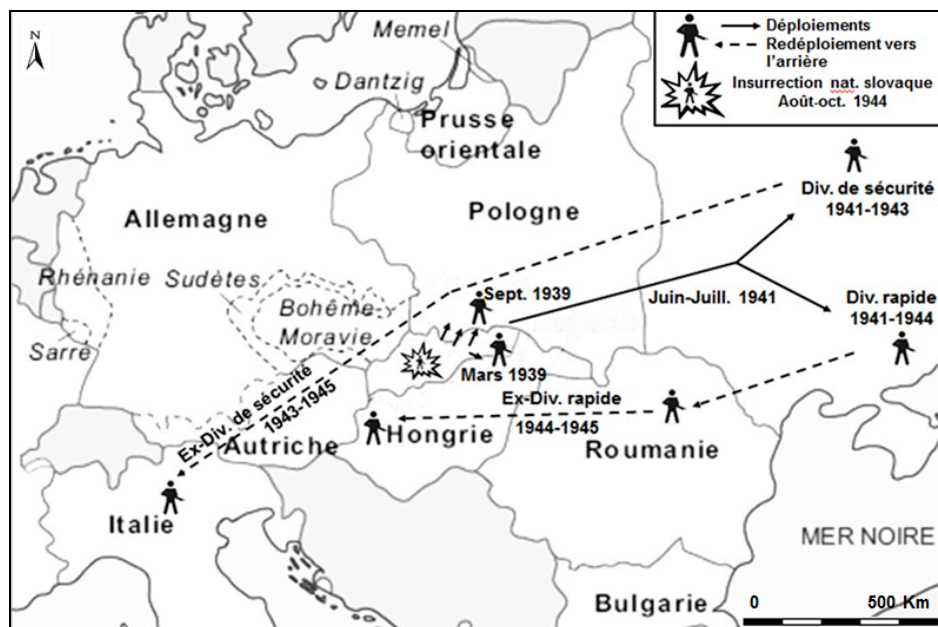 N
Déploiements
Redéploiement vers
l'arrière
Insurrection nat. slovaque
Août-oct. 1944
Memel
Dantzig
Prusse
orientale
Allemagne
Pologne
Div. de sécurité
1941-1943
Rhénanie
Sudètes
Bohême-
Moravie
Sarre
Sept. 1939
Juin-Juill. 1941
Div. rapide
1941-1944
Mars 1939
Ex-Div. de sécurité
1943-1945
Ex-Div. rapide
1944-1945
Autriche
Hongrie
Roumanie
Italie
MER NOIRE
Bulgarie
0 500 Km